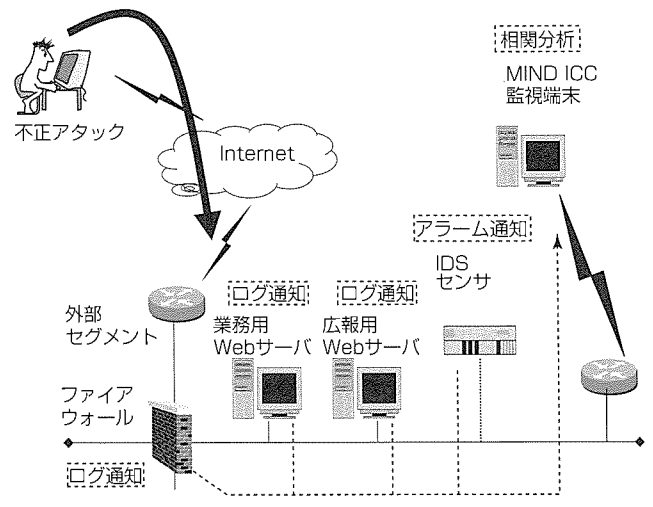 相関分析
MIND ICC
監視端末
不正アタック
Internet
アラーム通知
IDS
センサ
外部
セグメント
ログ通知
業務用
Webサーバ
ログ通知
広報用
Webサーバ
ファイア
ウォール
ログ通知